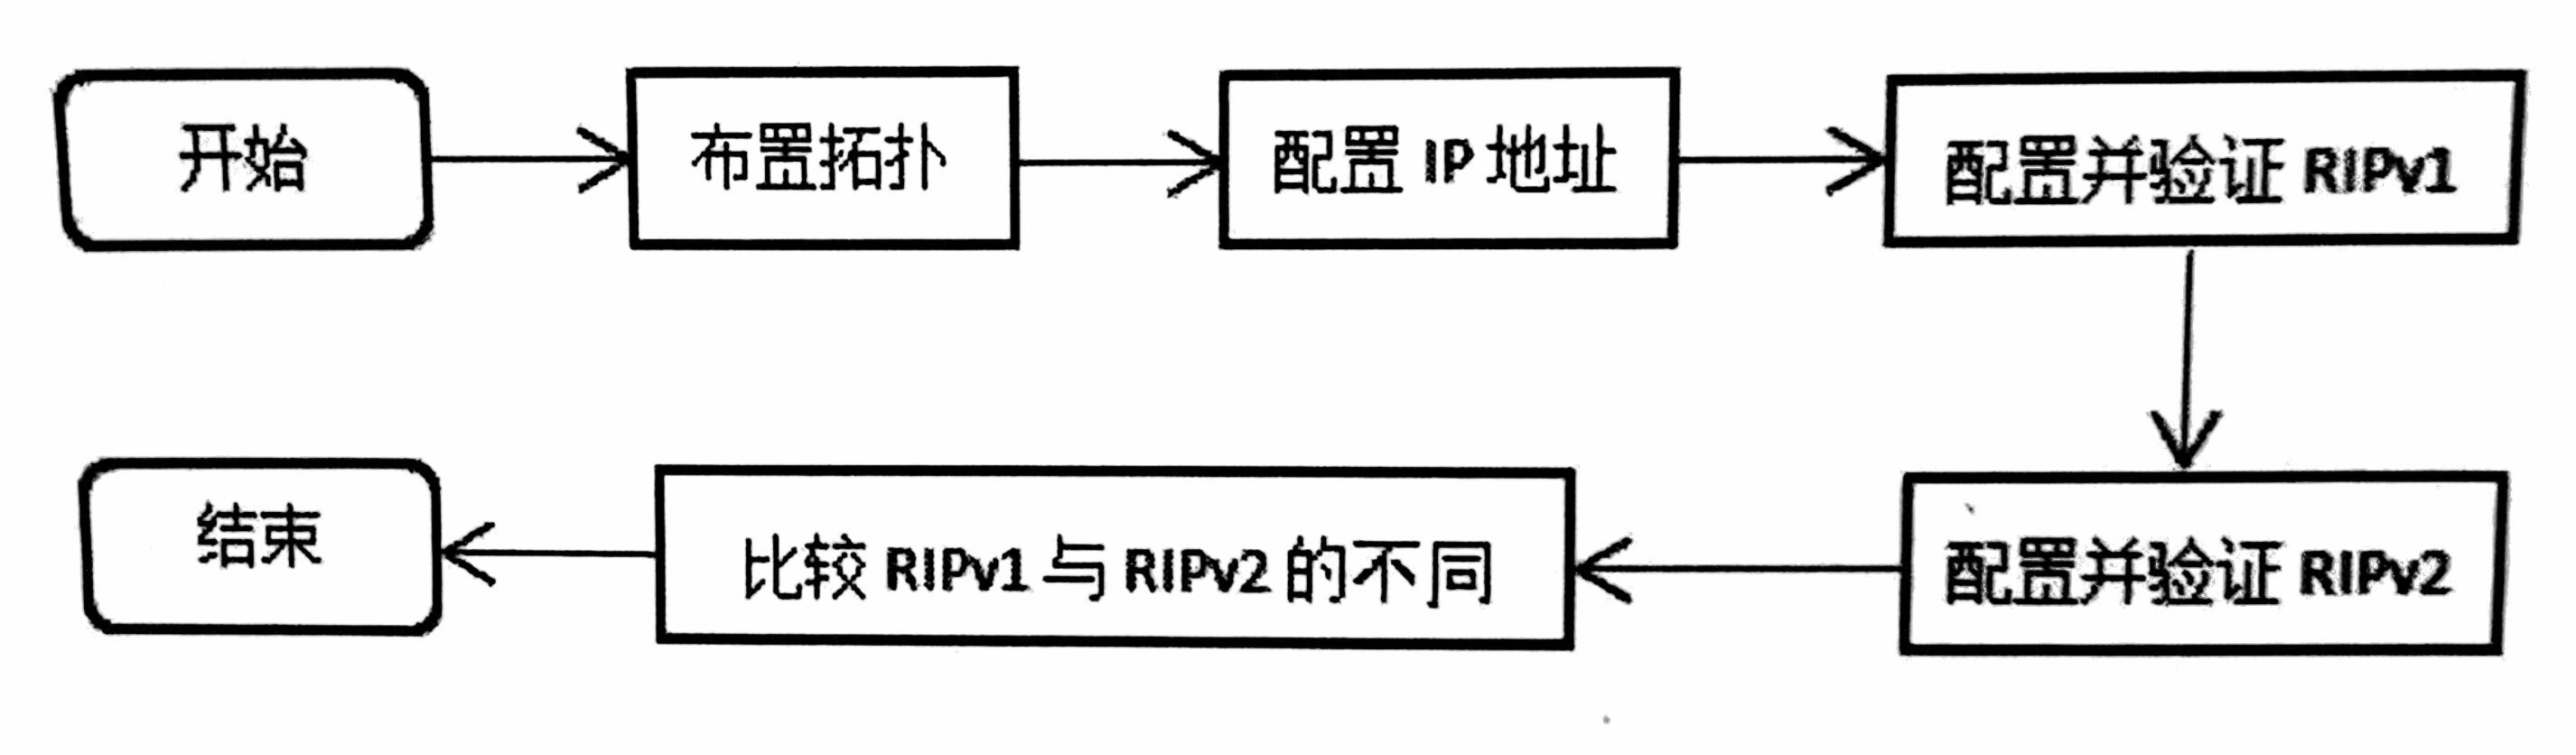 开始
布置拓扑
配置 IP 地址
配置并验证 RIPv1
配置并验证 RIPv2
比较 RIPv1 与 RIPv2 的不同
结束